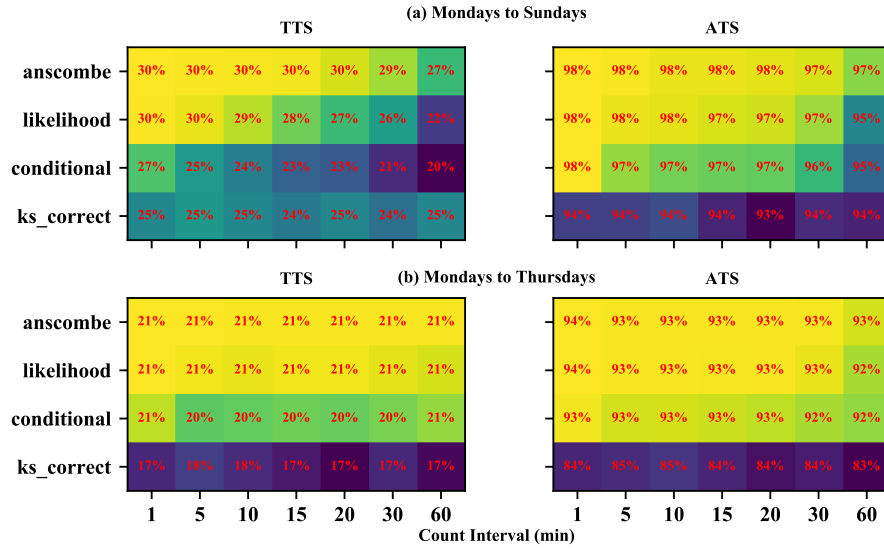 (a) Mondays to Sundays
TTS
ATS
anscombe
30% 30% 30% 30% 30% 29% 27%
98% 98% 98% 98% 98% 97% 97%
likelihood
30% 30% 29% 28% 27% 26% 22%
98% 98% 98% 97% 97% 97% 95%
conditional
27% 25% 24% 23% 23% 21% 20%
98% 97% 97% 97% 97% 96% 95%
ks_correct
25% 25% 25% 24% 25% 24% 25%
94% 94% 94% 94% 93% 94% 94%
(b) Mondays to Thursdays
TTS
ATS
anscombe
21% 21% 21% 21% 21% 21% 21%
94% 93% 93% 93% 93% 93% 93%
likelihood
21% 21% 21% 21% 21% 21% 21%
94% 93% 93% 93% 93% 93% 92%
conditional
21% 20% 20% 20% 20% 20% 21%
93% 93% 93% 93% 93% 92% 92%
ks_correct
17% 18% 18% 17% 17% 17% 17%
84% 85% 85% 84% 84% 84% 83%
1 5 10 15 20 30 60
1 5 10 15 20 30 60
Count Interval (min)